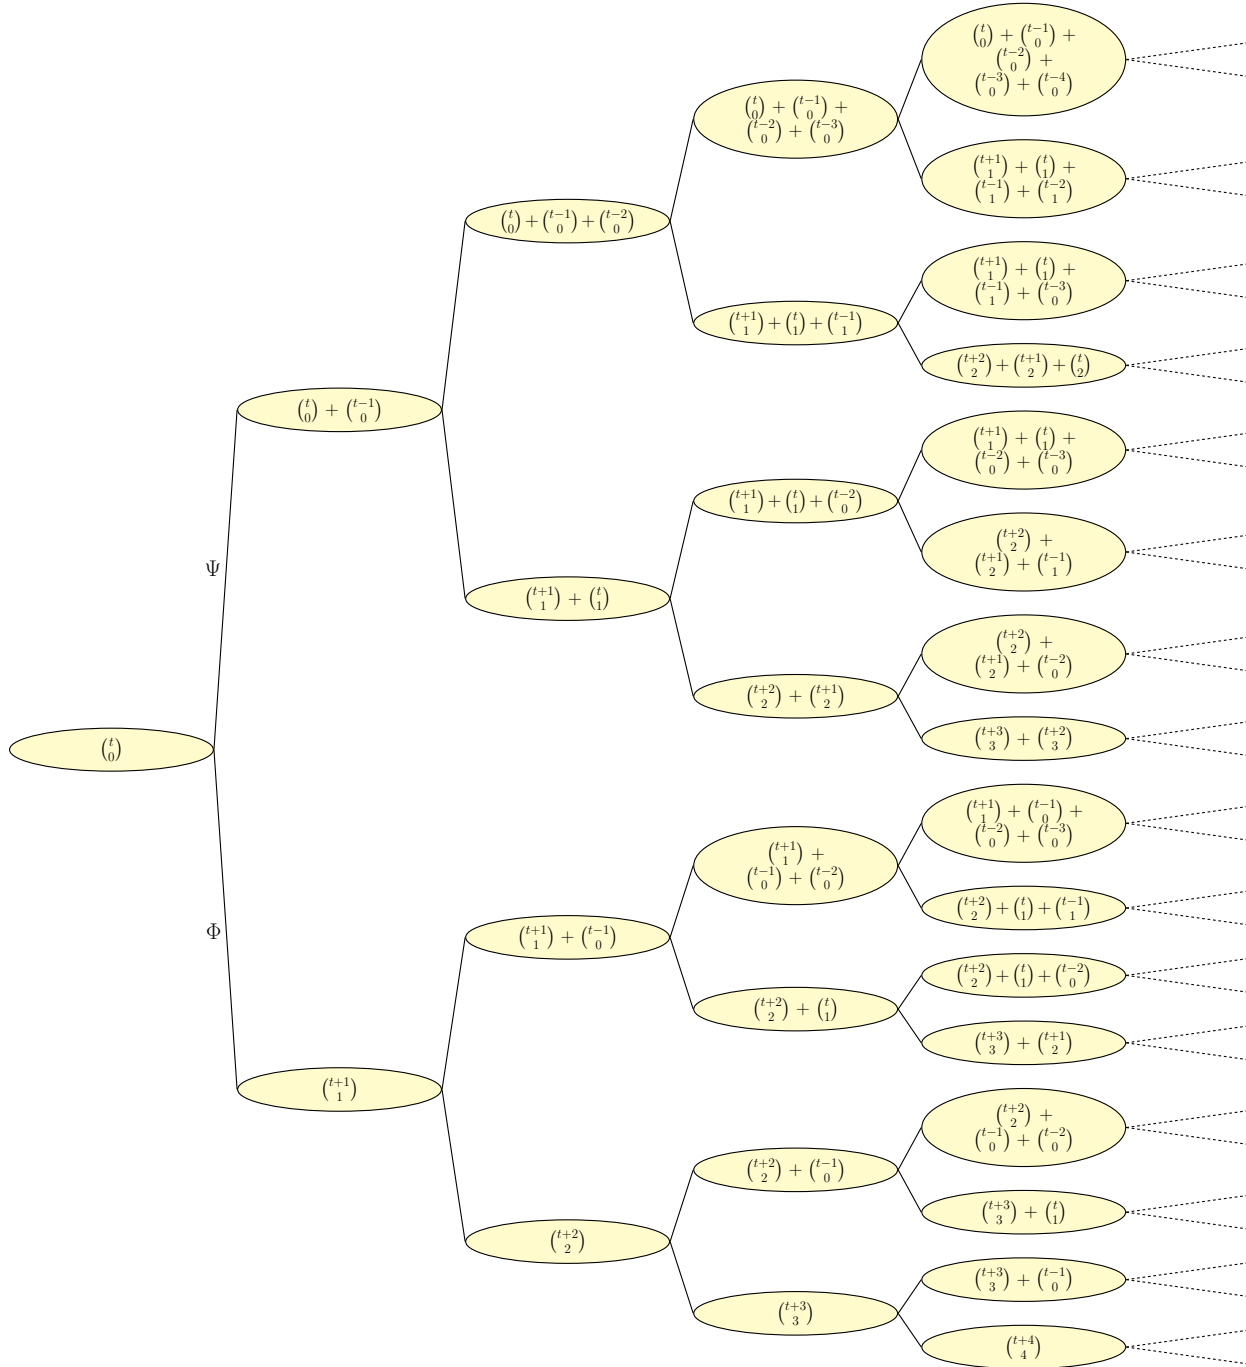 (t 0) + (t−1 0) +
(t−2 0) +
(t−3 0) + (t−4 0)
(t 0) + (t−1 0) +
(t−2 0) + (t−3 0)
(t+1 1) + (t 1) +
(t−1 1) + (t−2 1)
(t 0) + (t−1 0) + (t−2 0)
(t+1 1) + (t 1) +
(t−1 1) + (t−3 0)
(t+1 1) + (t 1) + (t−1 1)
(t+2 2) + (t+1 2) + (t 2)
(t 0) + (t−1 0)
(t+1 1) + (t 1) +
(t−2 0) + (t−3 0)
(t+1 1) + (t 1) + (t−2 0)
(t+2 2) +
(t+1 2) + (t−1 1)
Ψ
(t+1 1) + (t 1)
(t+2 2) +
(t+1 2) + (t−2 0)
(t+2 2) + (t+1 2)
(t+3 3) + (t+2 3)
(t 0)
(t+1 1) + (t−1 0) +
(t−2 0) + (t−3 0)
(t+1 1) +
(t−1 0) + (t−2 0)
(t+2 2) + (t 1) + (t−1 1)
Φ
(t+1 1) + (t−1 0)
(t+2 2) + (t 1) + (t−2 0)
(t+2 2) + (t 1)
(t+3 3) + (t+1 2)
(t+1 1)
(t+2 2) +
(t−1 0) + (t−2 0)
(t+2 2) + (t−1 0)
(t+3 3) + (t 1)
(t+2 2)
(t+3 3) + (t−1 0)
(t+3 3)
(t+4 4)